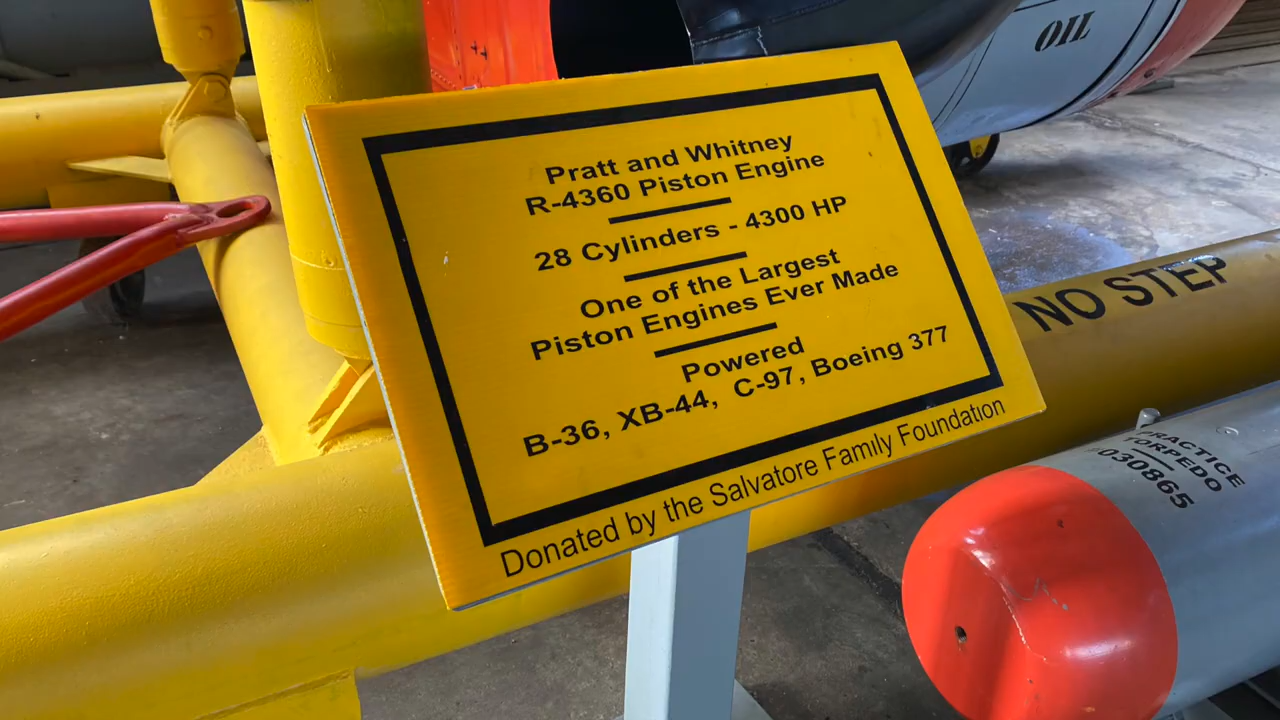 OIL
Pratt and Whitney
R-4360 Piston Engine
28 Cylinders - 4300 HP
One of the Largest
Piston Engines Ever Made
Powered
B-36, XB-44, C-97, Boeing 377
Donated by the Salvatore Family Foundation
NO STEP
PRACTICE
TORPEDO
030865